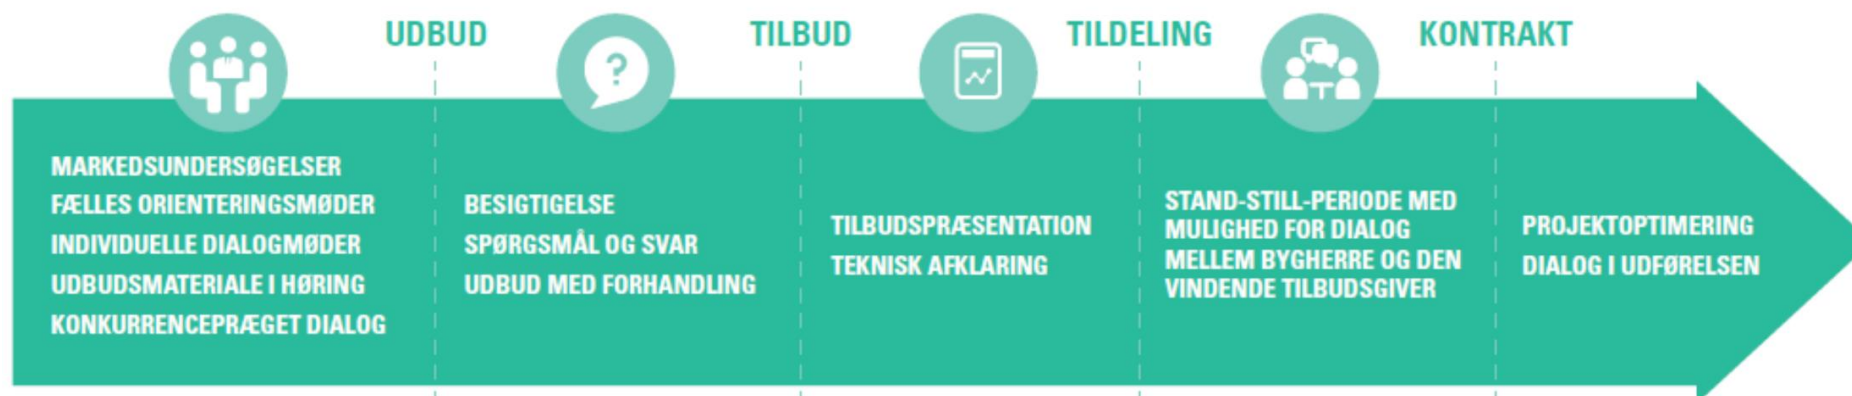 UDBUD
TILBUD
TILDELING
KONTRAKT
?
MARKEDSUNDERSØGELSER
FÆLLES ORIENTERINGSMØDER
INDIVIDUELLE DIALOGMØDER
UDBUDSMATERIALE I HØRING
KONKURRENCEPRÆGET DIALOG
BESIGTIGELSE
SPØRGSMÅL OG SVAR
UDBUD MED FORHANDLING
TILBUDSPRÆSENTATION
TEKNISK AFKLARING
STAND-STILL-PERIODE MED
MULIGHED FOR DIALOG
MELLEM BYGHERRE OG DEN
VINDENDE TILBUDSGIVER
PROJEKTOPTIMERING
DIALOG I UDFØRELSEN